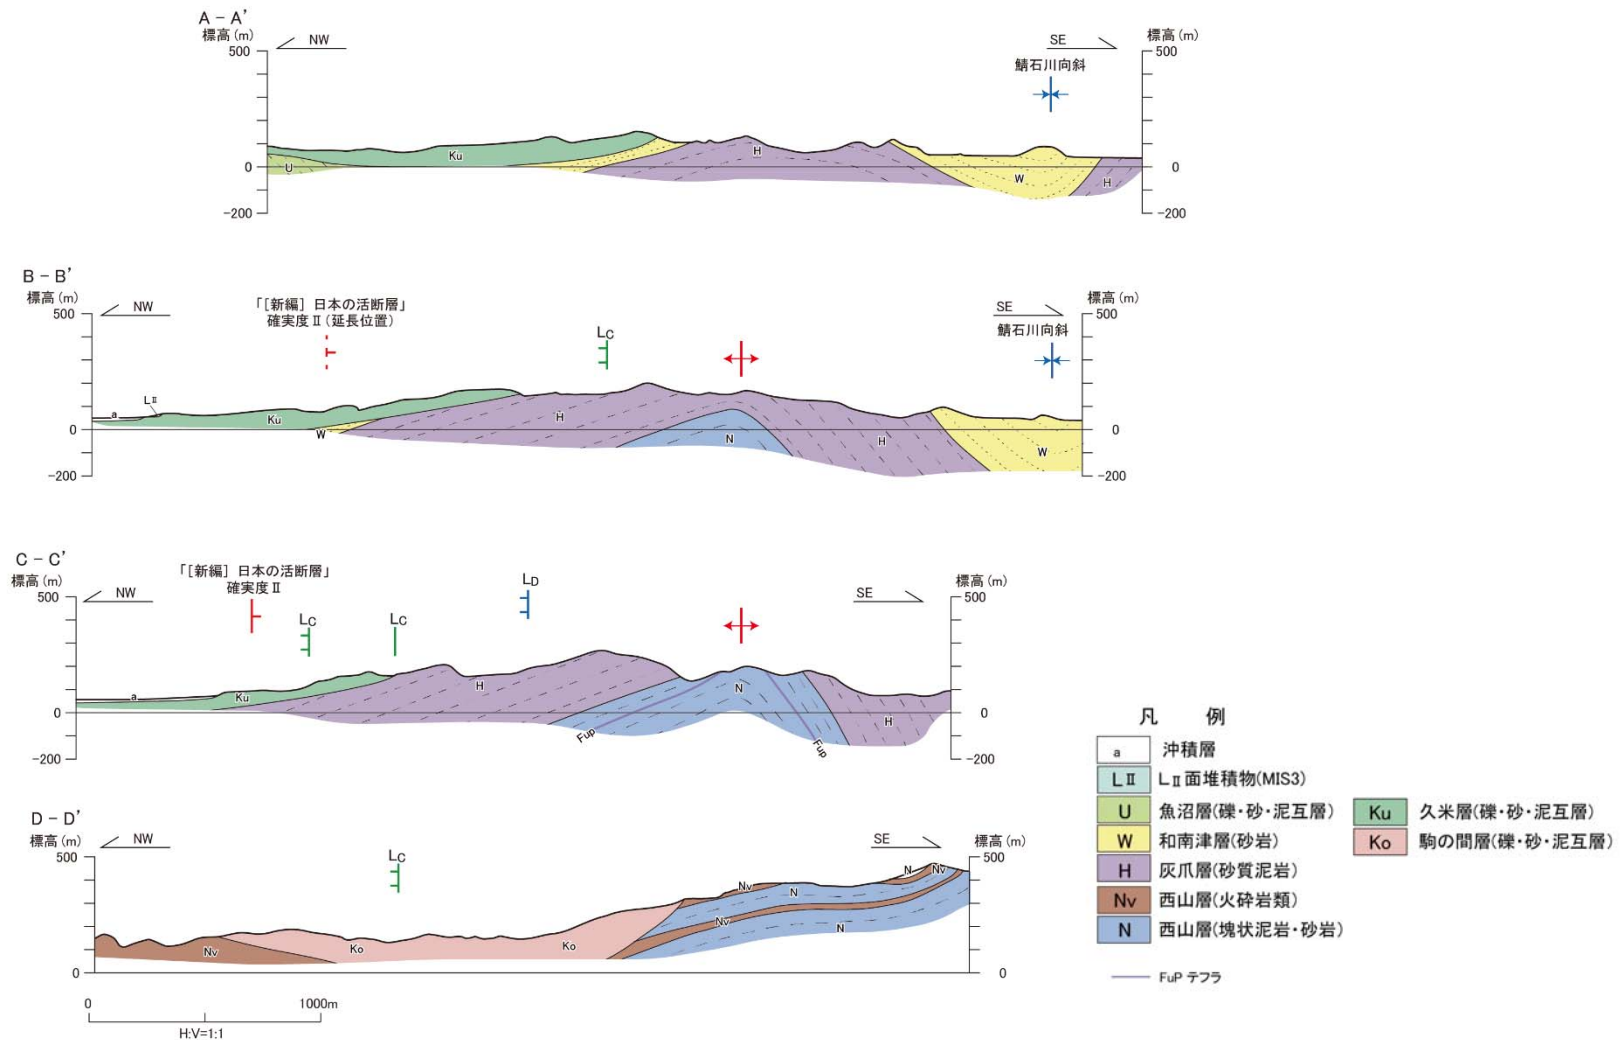 A－A’
標高(m)
500
0
-200
NW
SE
鯖石川向斜
500
0
-200
U
Ku
H
W
H
B－B’
標高(m)
500
0
-200
NW
「[新編] 日本の活断層」
確実度Ⅱ(延長位置)
LC
SE
鯖石川向斜
標高(m)
500
0
-200
a
LⅡ
Ku
W
H
N
H
W
C－C’
標高(m)
500
0
-200
NW
「[新編] 日本の活断層」
確実度Ⅱ
LC
LC
LD
SE
標高(m)
500
0
-200
a
Ku
H
Fup
N
Fup
H
D－D’
標高(m)
500
0
NW
LC
SE
標高(m)
500
0
Nv
Ko
Ko
Nv
Nv
N
N
N
Nv
0
1000m
H:V=1:1
凡 例
a 沖積層
LⅡ LⅡ面堆積物(MIS3)
U 魚沼層(礫・砂・泥互層)
Ku 久米層(礫・砂・泥互層)
W 和南津層(砂岩)
Ko 駒の間層(礫・砂・泥互層)
H 灰爪層(砂質泥岩)
Nv 西山層(火砕岩類)
N 西山層(塊状泥岩・砂岩)
FuP テフラ